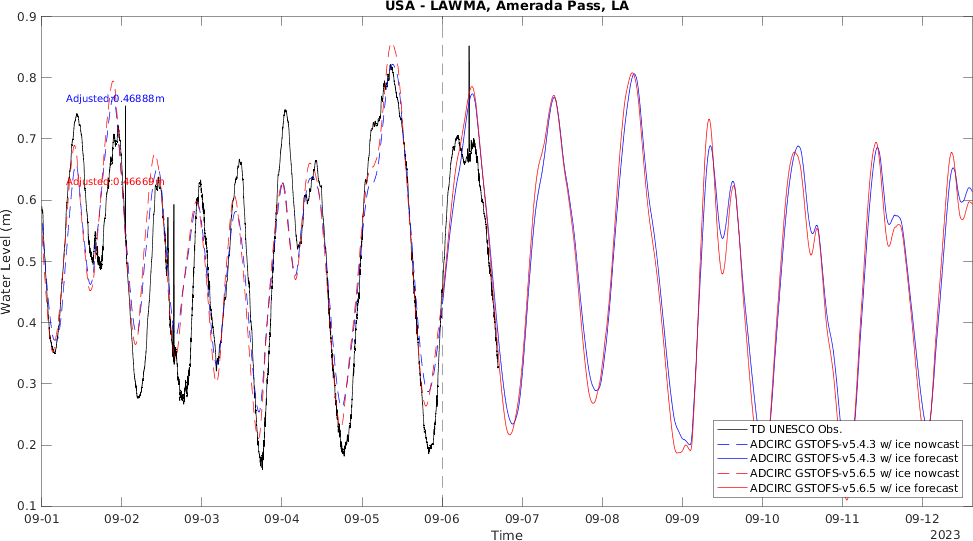 USA - LAWMA, Amerada Pass, LA
0.9
0.8
Adjusted:0.46888m
0.7
Adjusted:0.46669m
0.6
0.5
0.4
0.3
0.2
0.1
Water Level (m)
TD UNESCO Obs.
ADCIRC GSTOFS-v5.4.3 w/ ice nowcast
ADCIRC GSTOFS-v5.4.3 w/ ice forecast
ADCIRC GSTOFS-v5.6.5 w/ ice nowcast
ADCIRC GSTOFS-v5.6.5 w/ ice forecast
09-01 09-02 09-03 09-04 09-05 09-06 09-07 09-08 09-09 09-10 09-11 09-12
Time
2023